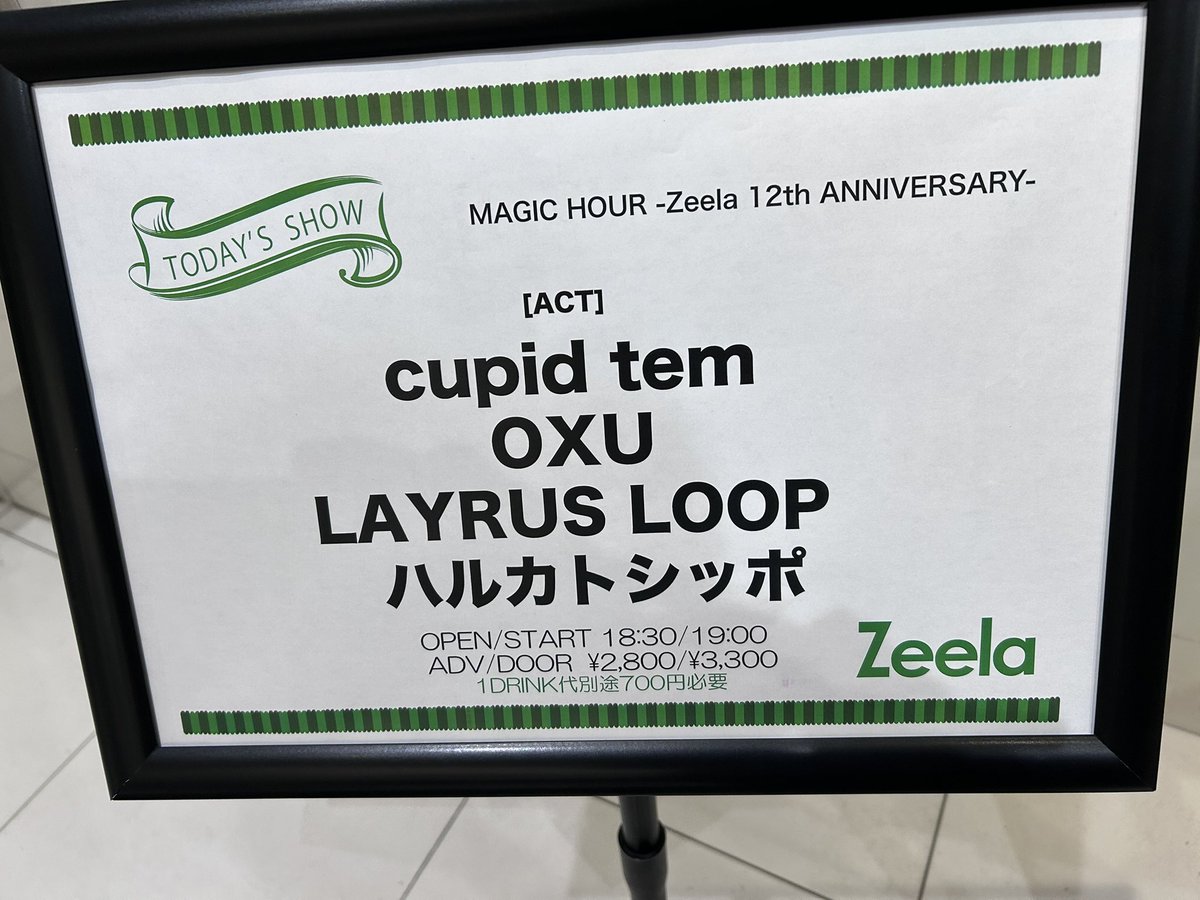 TODAY'S SHOW
MAGIC HOUR -Zeela 12th ANNIVERSARY-
[ACT]
cupid tem
OXU
LAYRUS LOOP
ハルカトシッポ
OPEN/START 18:30/19:00
ADV/DOOR ¥2,800/¥3,300
1DRINK代別途700円必要
Zeela